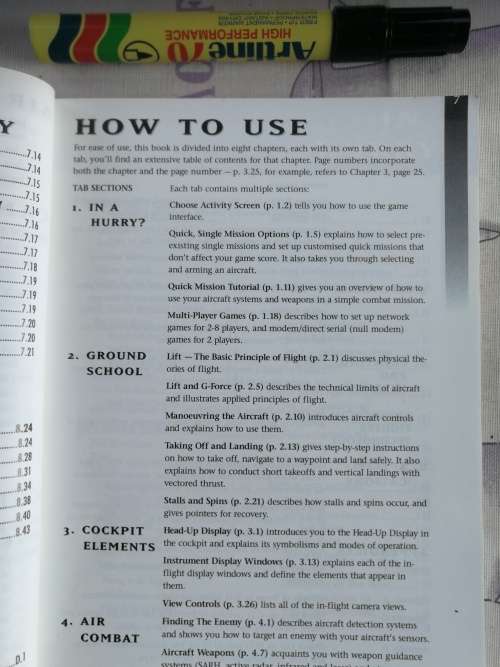 Artline 70
HIGH PERFORMANCE
Y
7.14
7.14
7.15
7.15
7.16
7.16
7.17
7.17
7.18
7.19
7.19
7.19
7.20
7.20
7.21
8.24
8.24
8.28
8.31
8.34
8.38
8.40
8.43
D.1
HOW TO USE
For ease of use, this book is divided into eight chapters, each with its own tab. On each
tab, you'll find an extensive table of contents for that chapter. Page numbers incorporate
both the chapter and the page number — p. 3.25, for example, refers to Chapter 3, page 25.
TAB SECTIONS Each tab contains multiple sections:
1. IN A
HURRY?
Choose Activity Screen (p. 1.2) tells you how to use the game
interface.
Quick, Single Mission Options (p. 1.5) explains how to select pre-
existing single missions and set up customised quick missions that
don't affect your game score. It also takes you through selecting
and arming an aircraft.
Quick Mission Tutorial (p. 1.11) gives you an overview of how to
use your aircraft systems and weapons in a simple combat mission.
Multi-Player Games (p. 1.18) describes how to set up network
games for 2-8 players, and modem/direct serial (null modem)
games for 2 players.
2. GROUND
SCHOOL
Lift — The Basic Principle of Flight (p. 2.1) discusses physical the-
ories of flight.
Lift and G-Force (p. 2.5) describes the technical limits of aircraft
and illustrates applied principles of flight.
Manoeuvring the Aircraft (p. 2.10) introduces aircraft controls
and explains how to use them.
Taking Off and Landing (p. 2.13) gives step-by-step instructions
on how to take off, navigate to a waypoint and land safely. It also
explains how to conduct short takeoffs and vertical landings with
vectored thrust.
Stalls and Spins (p. 2.21) describes how stalls and spins occur, and
gives pointers for recovery.
3. COCKPIT
ELEMENTS
Head-Up Display (p. 3.1) introduces you to the Head-Up Display in
the cockpit and explains its symbolisms and modes of operation.
Instrument Display Windows (p. 3.13) explains each of the in-
flight display windows and define the elements that appear in
them.
View Controls (p. 3.26) lists all of the in-flight camera views.
4. AIR
COMBAT
Finding The Enemy (p. 4.1) describes aircraft detection systems
and shows you how to target an enemy with your aircraft's sensors.
Aircraft Weapons (p. 4.7) acquaints you with weapon guidance
systems (SARH, active radar, infrared and